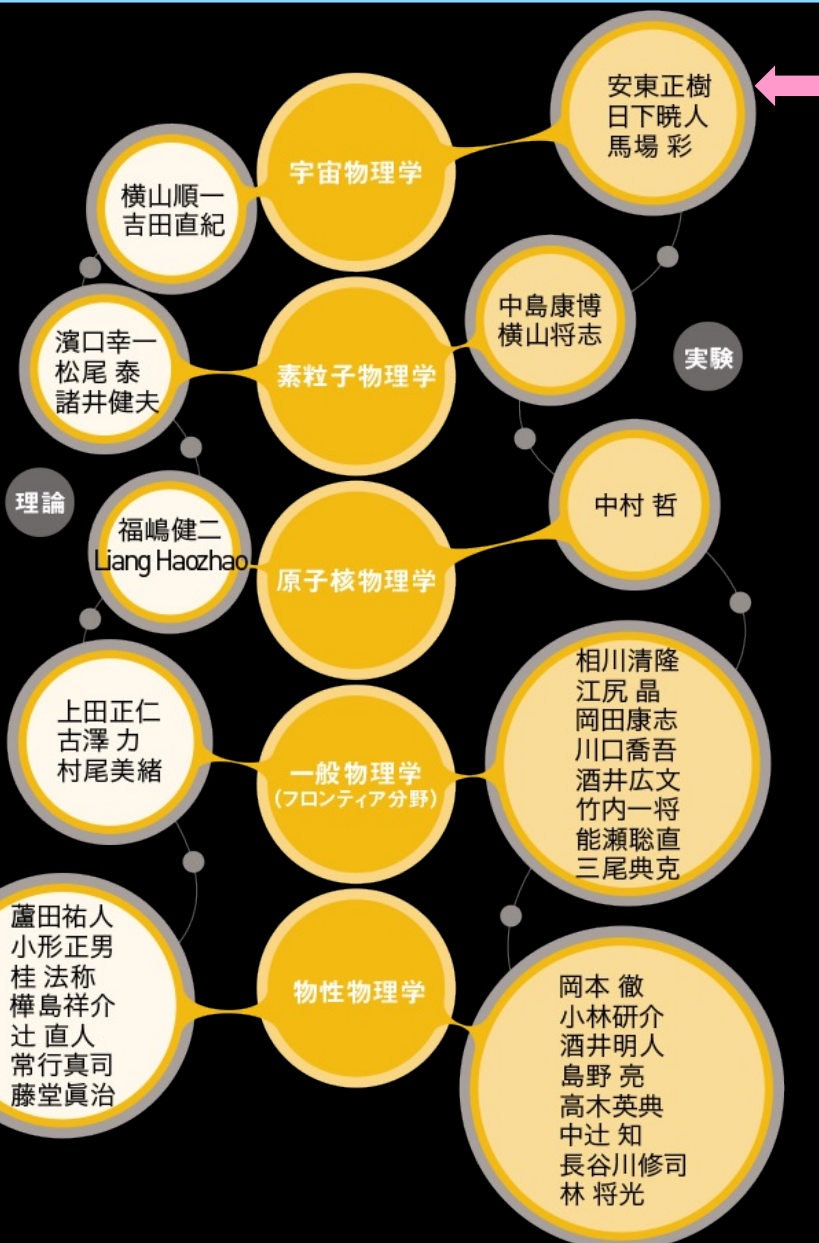 安東正樹
日下暁人
馬場 彩
宇宙物理学
横山順一
吉田直紀
中島康博
横山将志
濱口幸一
松尾 泰
諸井健夫
素粒子物理学
実験
理論
中村 哲
福嶋健二
Liang Haozhao
原子核物理学
相川清隆
江尻 晶
岡田康志
川口喬吾
酒井広文
竹内一将
能瀬聡直
三尾典克
上田正仁
古澤 力
村尾美緒
一般物理学
(フロンティア分野)
蘆田祐人
小形正男
桂 法称
樺島祥介
辻 直人
常行真司
藤堂眞治
物性物理学
岡本 徹
小林研介
酒井明人
島野 亮
高木英典
中辻 知
長谷川修司
林 将光